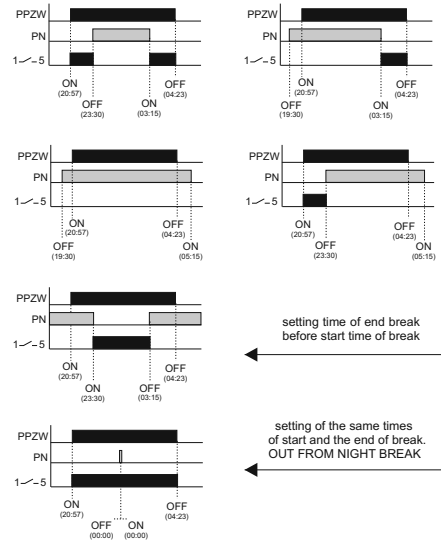 PPZW
PN
1 5
ON
(20:57)
OFF
(23:30)
ON
(03:15)
OFF
(04:23)
PPZW
PN
1 5
OFF
(19:30)
ON
(20:57)
ON
(03:15)
OFF
(04:23)
PPZW
PN
1 5
OFF
(19:30)
ON
(20:57)
OFF
(04:23)
ON
(05:15)
PPZW
PN
1 5
ON
(20:57)
OFF
(23:30)
OFF
(04:23)
ON
(05:15)
PPZW
PN
1 5
ON
(20:57)
ON
(23:30)
OFF
(03:15)
OFF
(04:23)
setting time of end break
before start time of break
PPZW
PN
1 5
ON
(20:57)
OFF
(00:00)
ON
(00:00)
OFF
(04:23)
setting of the same times
of start and the end of break.
OUT FROM NIGHT BREAK